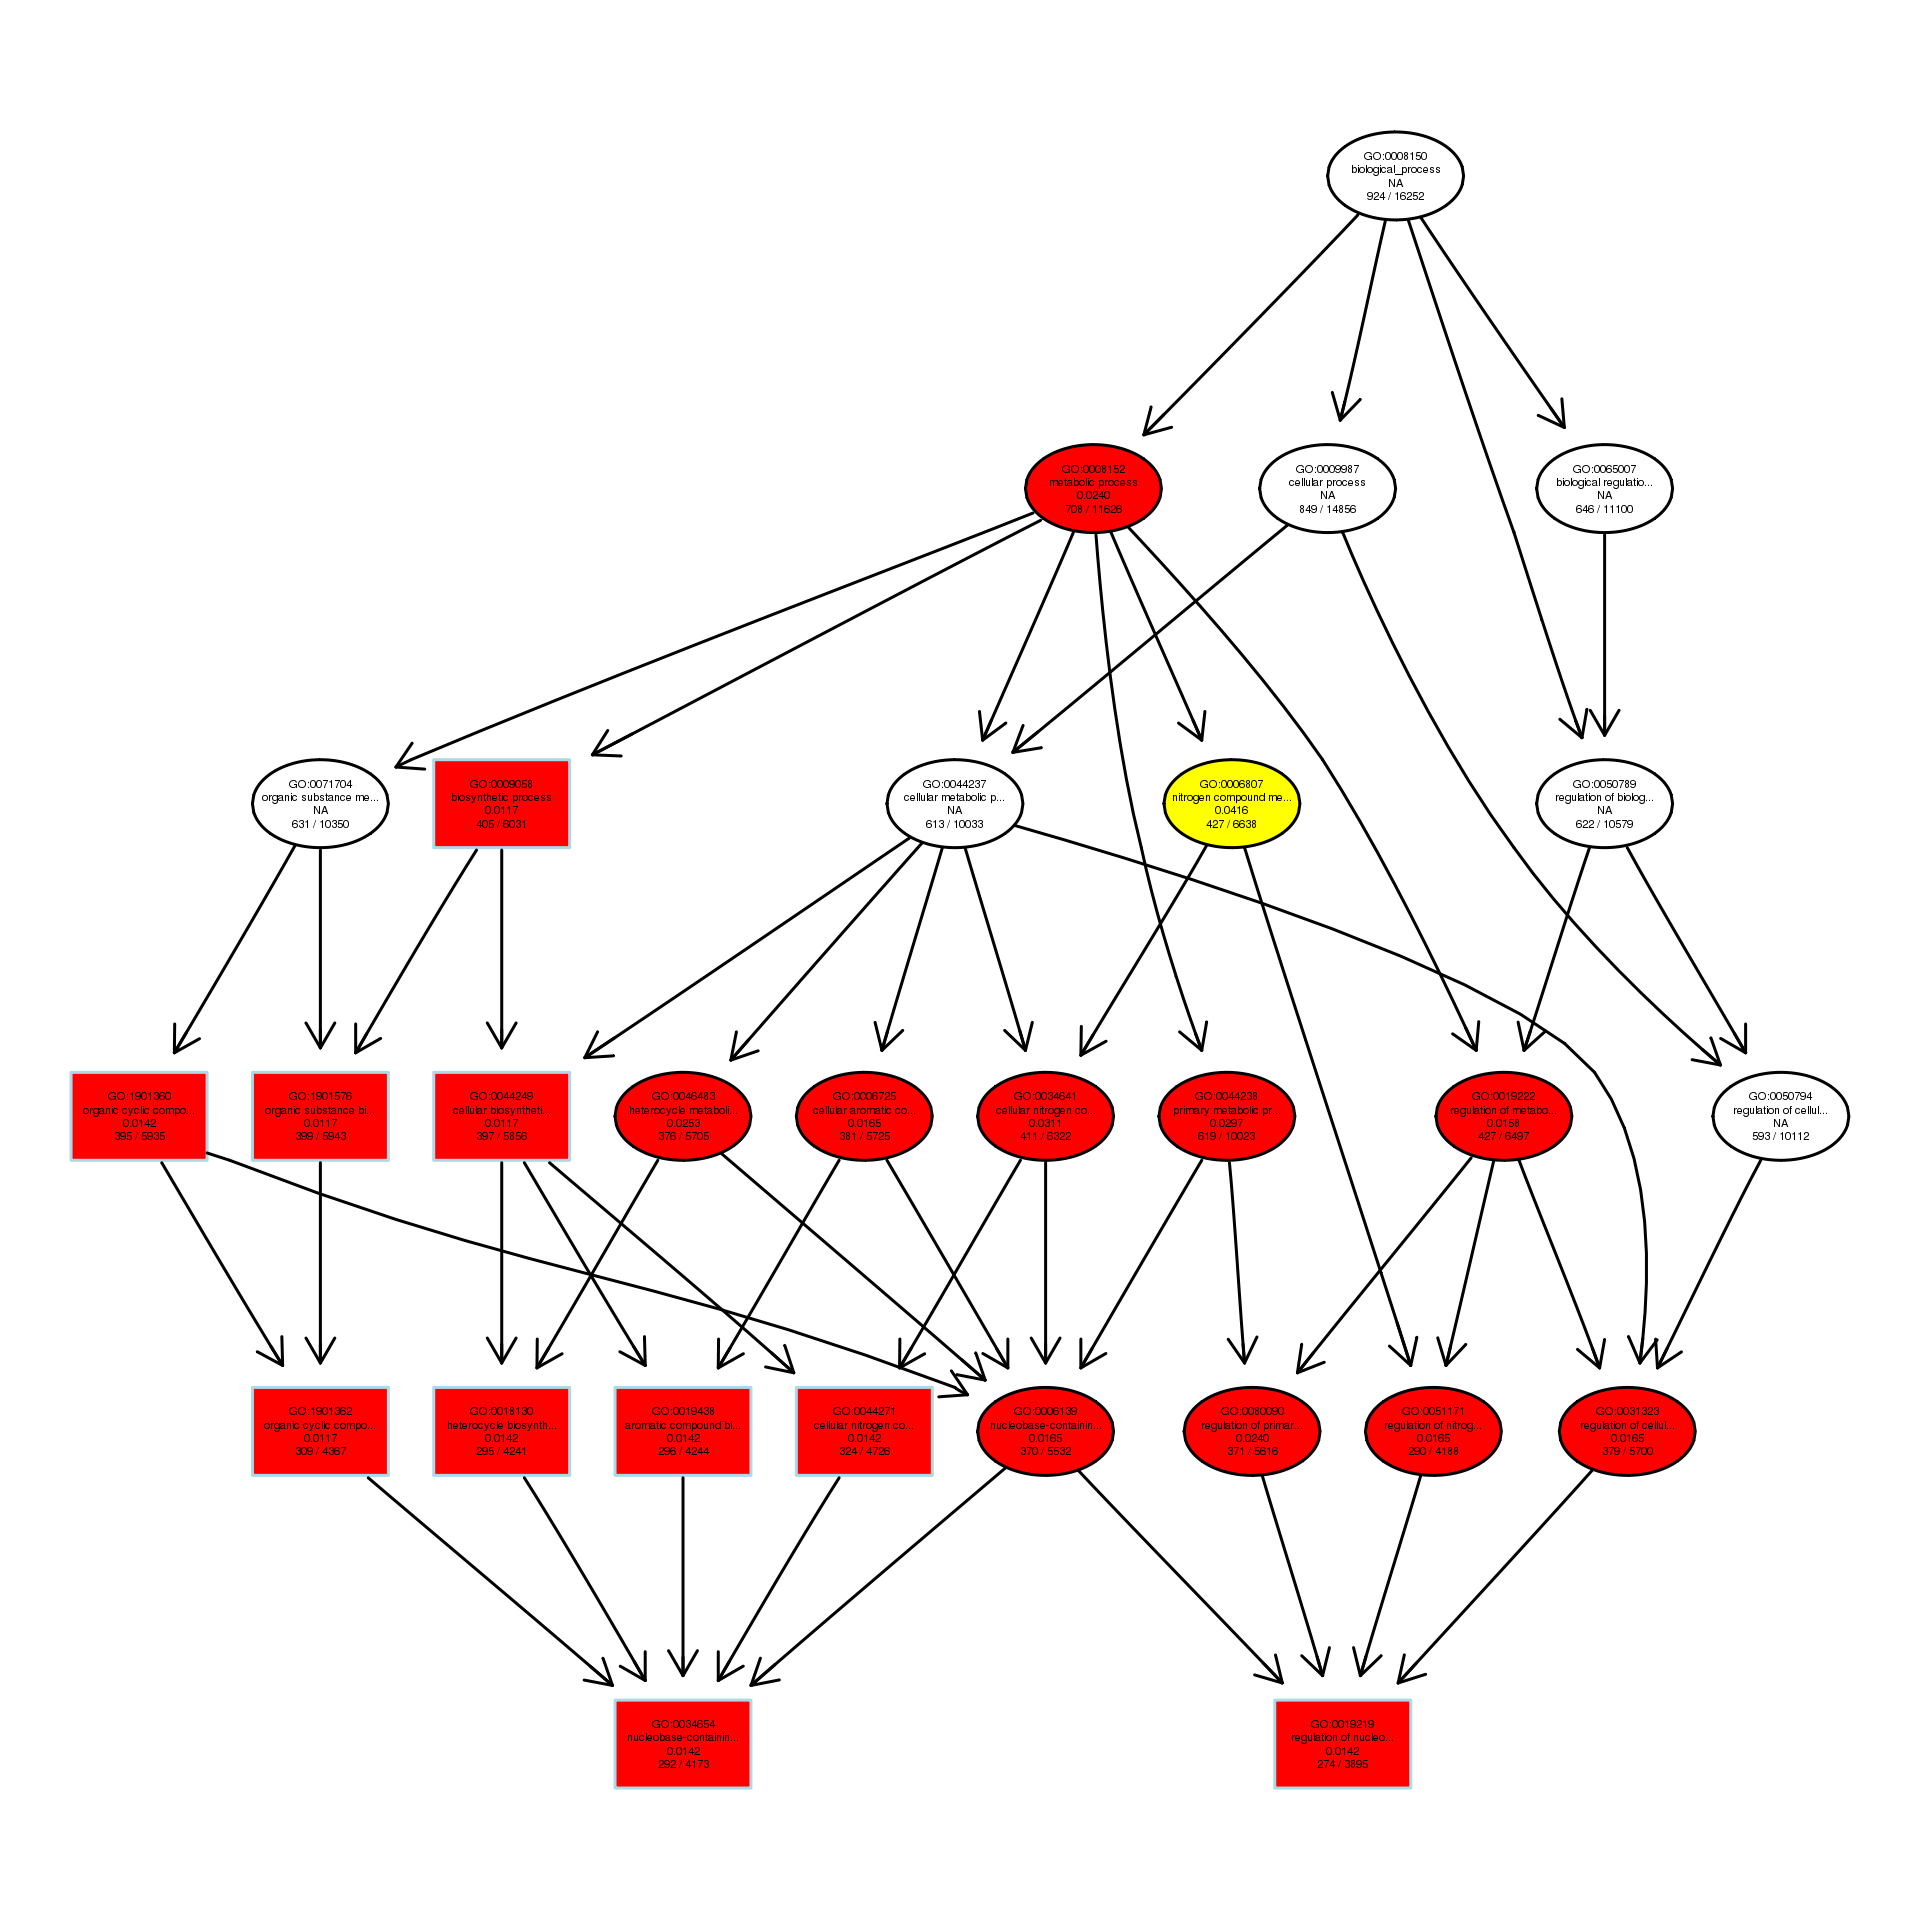 GO:0008150
biological_process
NA
924 / 16252
GO:0008152
metabolic process
0.0240
708 / 11626
GO:0009987
cellular process
NA
849 / 14856
GO:0065007
biological regulatio...
NA
646 / 11100
GO:0071704
organic substance me...
NA
631 / 10350
GO:0009058
biosynthetic process
0.0117
405 / 6031
GO:0044237
cellular metabolic p...
NA
613 / 10033
GO:0006807
nitrogen compound me...
0.0416
427 / 6638
GO:0050789
regulation of biolog...
NA
622 / 10579
GO:1901360
organic cyclic compo...
0.0142
395 / 5935
GO:1901576
organic substance bi...
0.0117
399 / 5943
GO:0044249
cellular biosyntheti...
0.0117
397 / 5856
GO:0046483
heterocycle metaboli...
0.0253
376 / 5705
GO:0006725
cellular aromatic co...
0.0165
381 / 5725
GO:0034641
cellular nitrogen co...
0.0311
411 / 6322
GO:0044238
primary metabolic pr...
0.0297
619 / 10023
GO:0019222
regulation of metabo...
0.0158
427 / 6497
GO:0050794
regulation of cellul...
NA
593 / 10112
GO:1901362
organic cyclic compo...
0.0117
309 / 4367
GO:0018130
heterocycle biosynth...
0.0142
295 / 4241
GO:0019438
aromatic compound bi...
0.0142
296 / 4244
GO:0044271
cellular nitrogen co...
0.0142
324 / 4726
GO:0006139
nucleobase-containin...
0.0165
370 / 5532
GO:0080090
regulation of primar...
0.0240
371 / 5616
GO:0051171
regulation of nitrog...
0.0165
290 / 4188
GO:0031323
regulation of cellul...
0.0165
379 / 5700
GO:0034654
nucleobase-containin...
0.0142
292 / 4173
GO:0019219
regulation of nucleo...
0.0142
274 / 3895